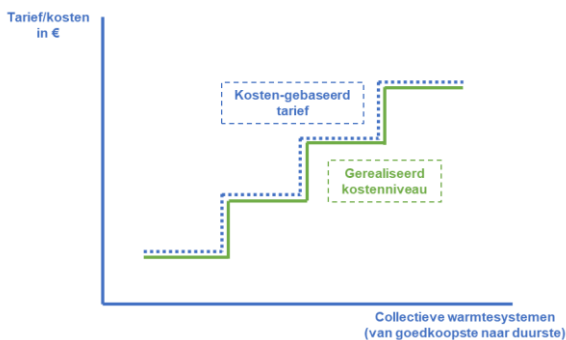 Tarief/kosten
in €
Kosten-gebaseerd
tarief
Gerealiseerd
kostenniveau
Collectieve warmtesystemen
(van goedkoopste naar duurste)